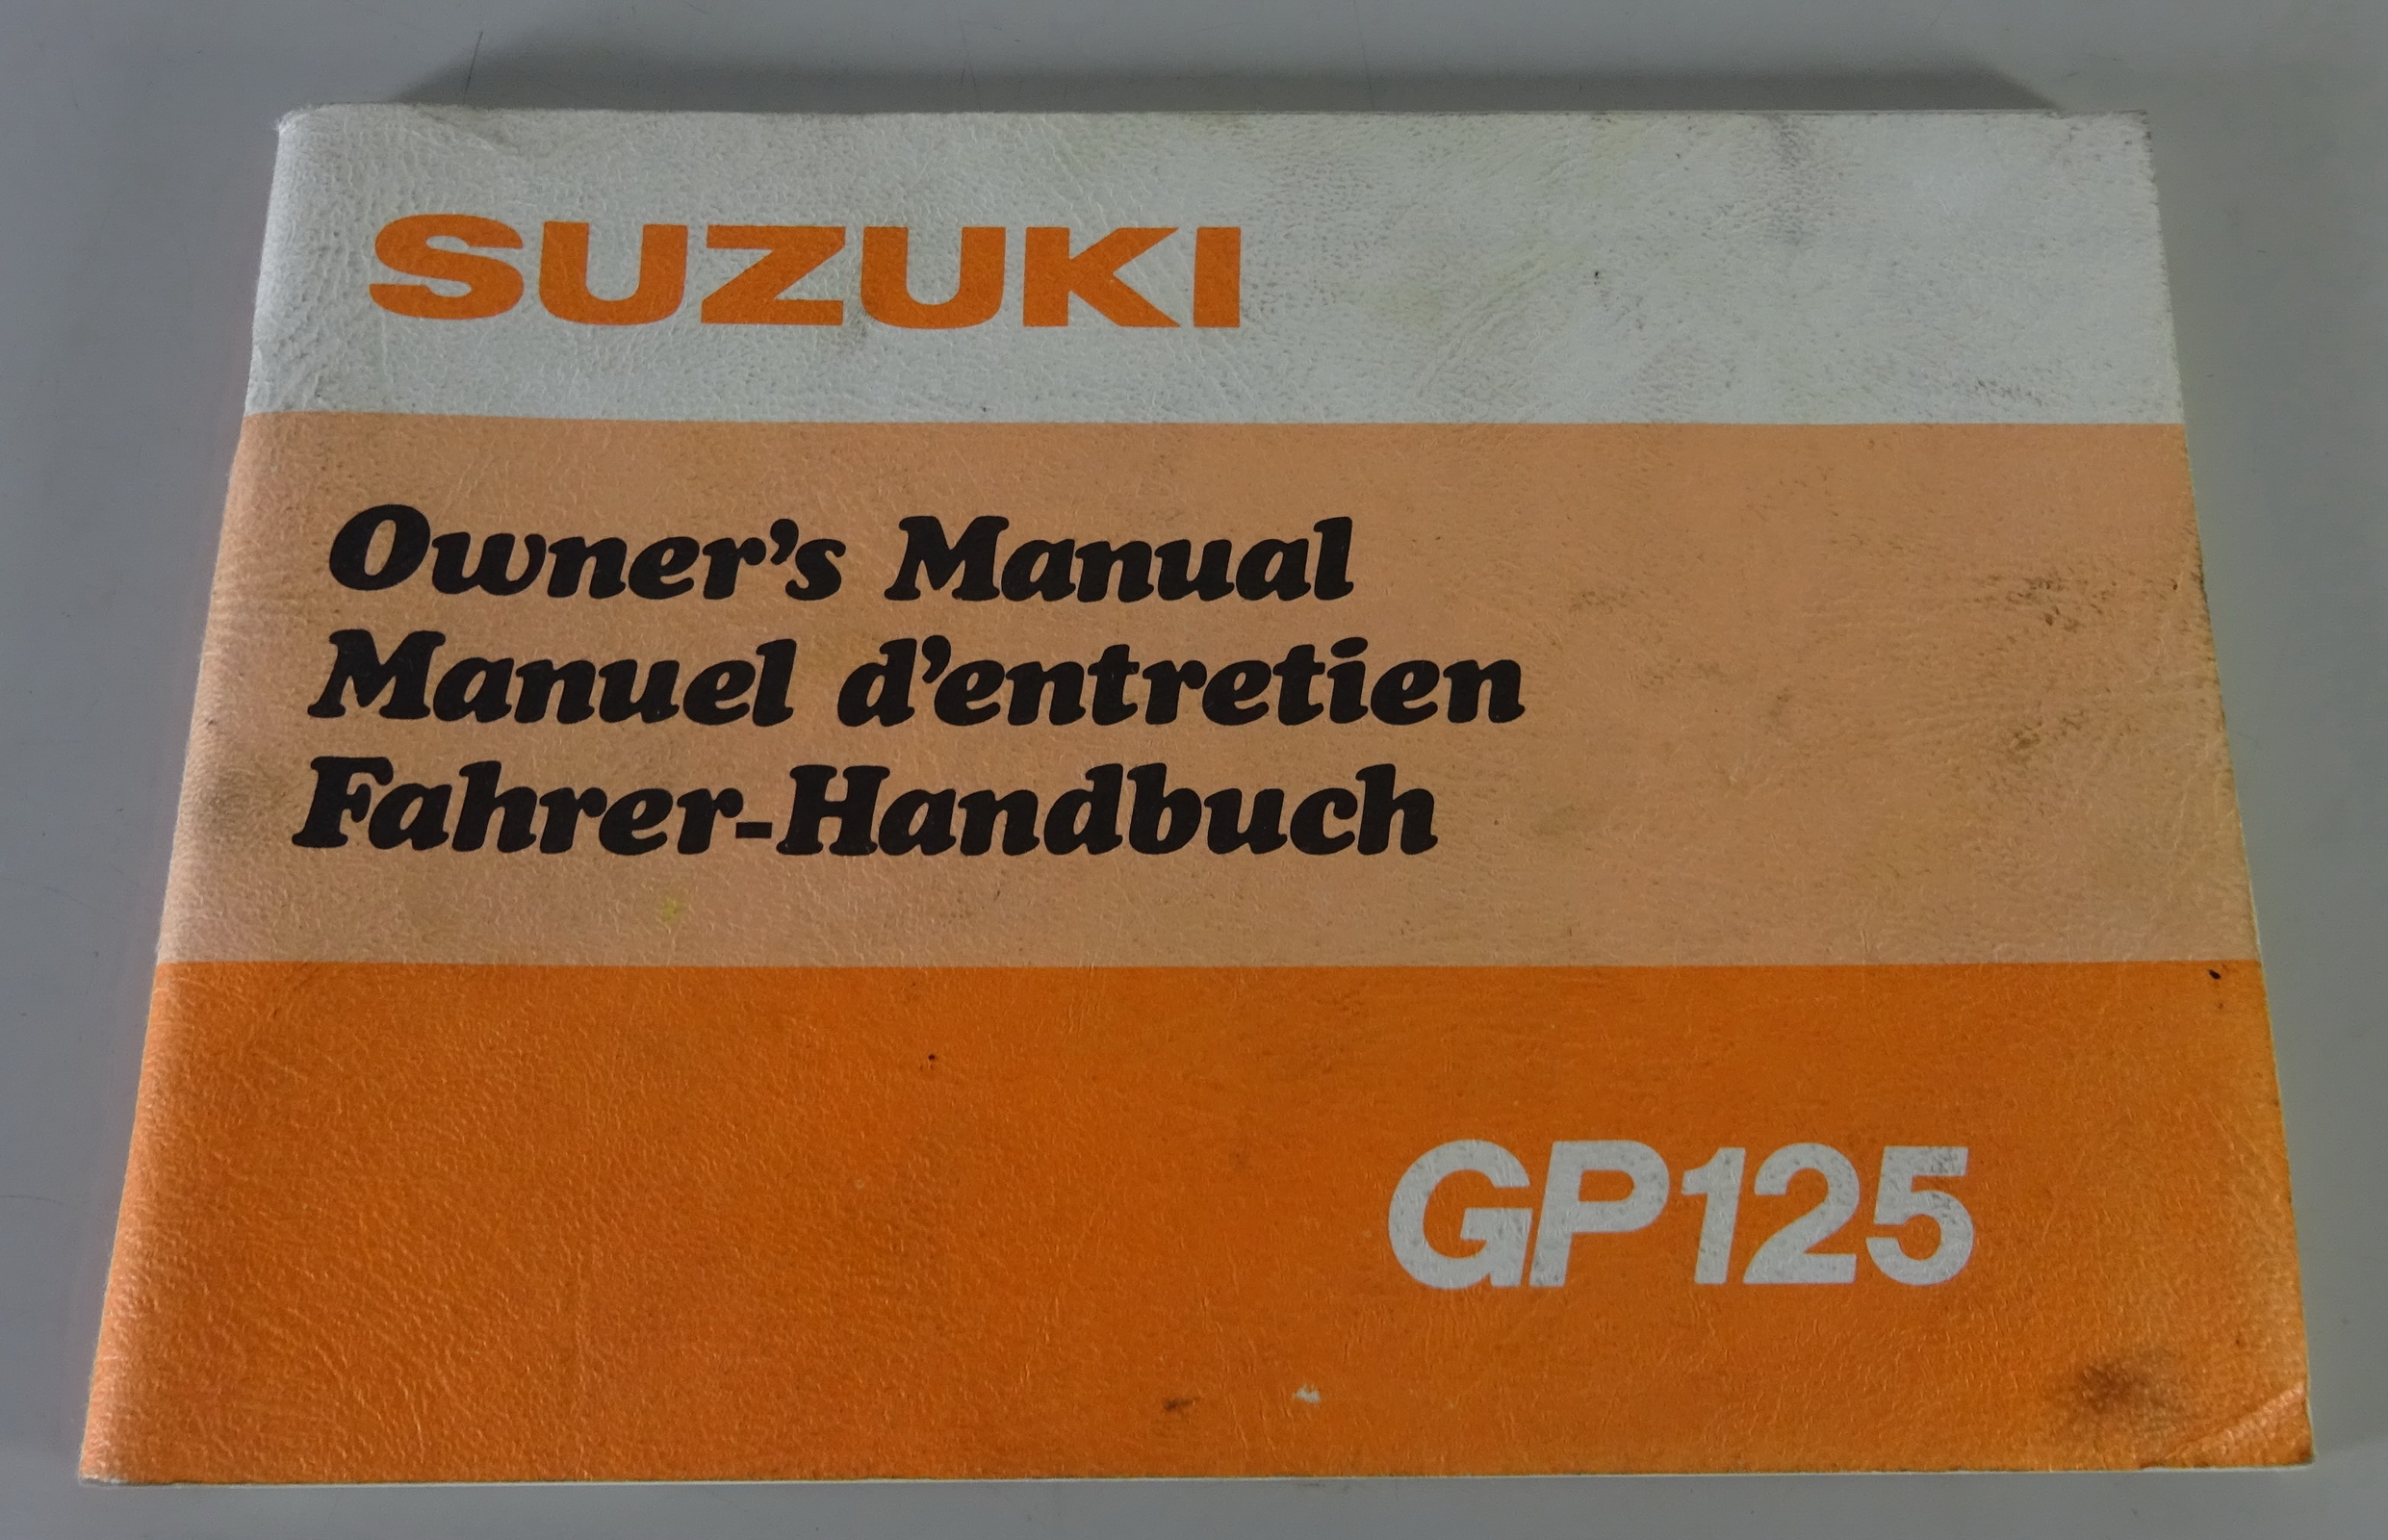 SUZUKI
Owner's Manual
Manuel d'entretien
Fahrer-Handbuch
GP125